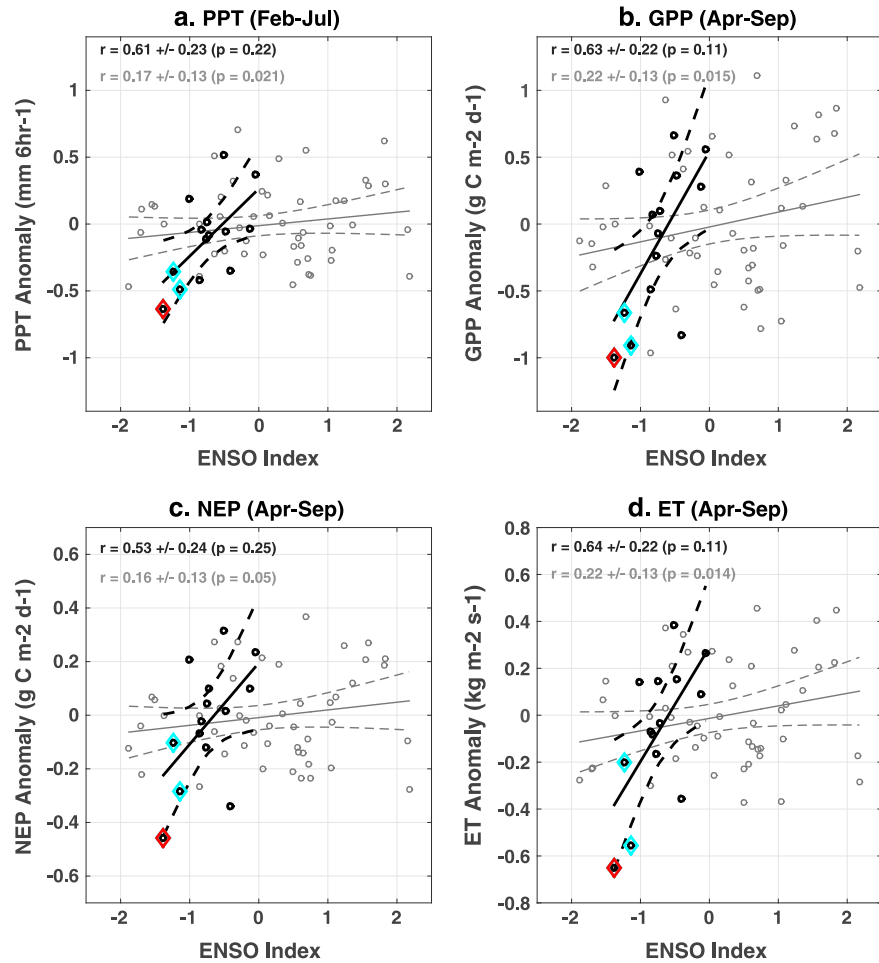 a. PPT (Feb-Jul)
r = 0.61 +/- 0.23 (p = 0.22)
r = 0.17 +/- 0.13 (p = 0.021)
PPT Anomaly (mm 6hr-1)
1
0.5
0
-0.5
-1
-2 -1 0 1 2
ENSO Index
b. GPP (Apr-Sep)
r = 0.63 +/- 0.22 (p = 0.11)
r = 0.22 +/- 0.13 (p = 0.015)
GPP Anomaly (g C m-2 d-1)
1
0.5
0
-0.5
-1
-2 -1 0 1 2
ENSO Index
c. NEP (Apr-Sep)
r = 0.53 +/- 0.24 (p = 0.25)
r = 0.16 +/- 0.13 (p = 0.05)
NEP Anomaly (g C m-2 d-1)
0.6
0.4
0.2
0
-0.2
-0.4
-0.6
-2 -1 0 1 2
ENSO Index
d. ET (Apr-Sep)
r = 0.64 +/- 0.22 (p = 0.11)
r = 0.22 +/- 0.13 (p = 0.014)
ET Anomaly (kg m-2 s-1)
0.8
0.6
0.4
0.2
0
-0.2
-0.4
-0.6
-0.8
-2 -1 0 1 2
ENSO Index